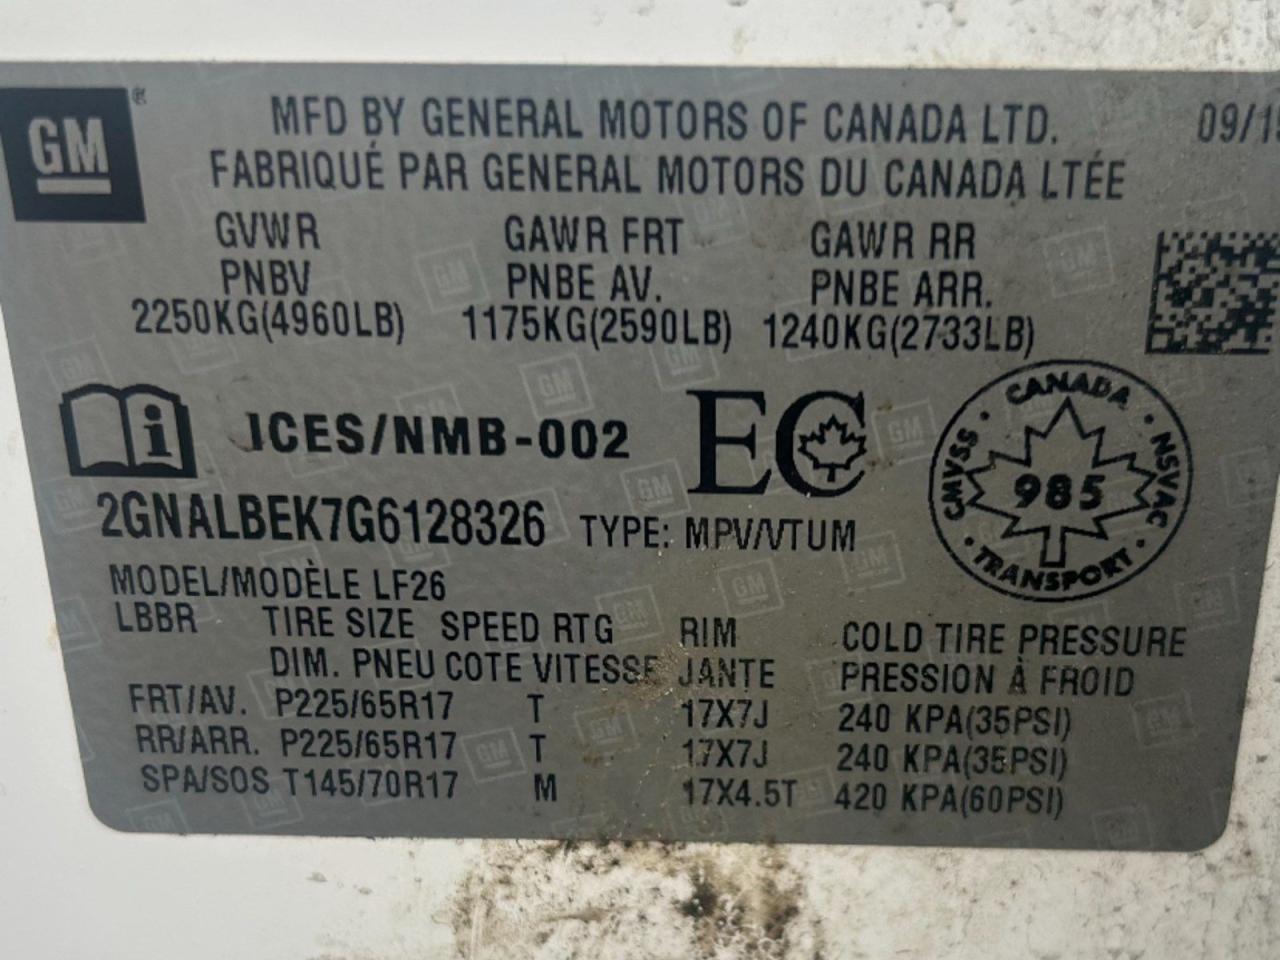 GM
MFD BY GENERAL MOTORS OF CANADA LTD.
FABRIQUÉ PAR GENERAL MOTORS DU CANADA LTÉE
GVWR GAWR FRT GAWR RR
PNBV PNBE AV. PNBE ARR.
2250KG(4960LB) 1175KG(2590LB) 1240KG(2733LB)
ICES/NMB-002 EC
CANADA
CMVSS 985 NSVAC
TRANSPORT
2GNALBEK7G6128326 TYPE: MPV/VTUM
MODEL/MODÈLE LF26
LBBR TIRE SIZE SPEED RTG RIM COLD TIRE PRESSURE
DIM. PNEU COTE VITESSE JANTE PRESSION À FROID
FRT/AV. P225/65R17 T 17X7J 240 KPA(35PSI)
RR/ARR. P225/65R17 T 17X7J 240 KPA(35PSI)
SPA/SOS T145/70R17 M 17X4.5T 420 KPA(60PSI)